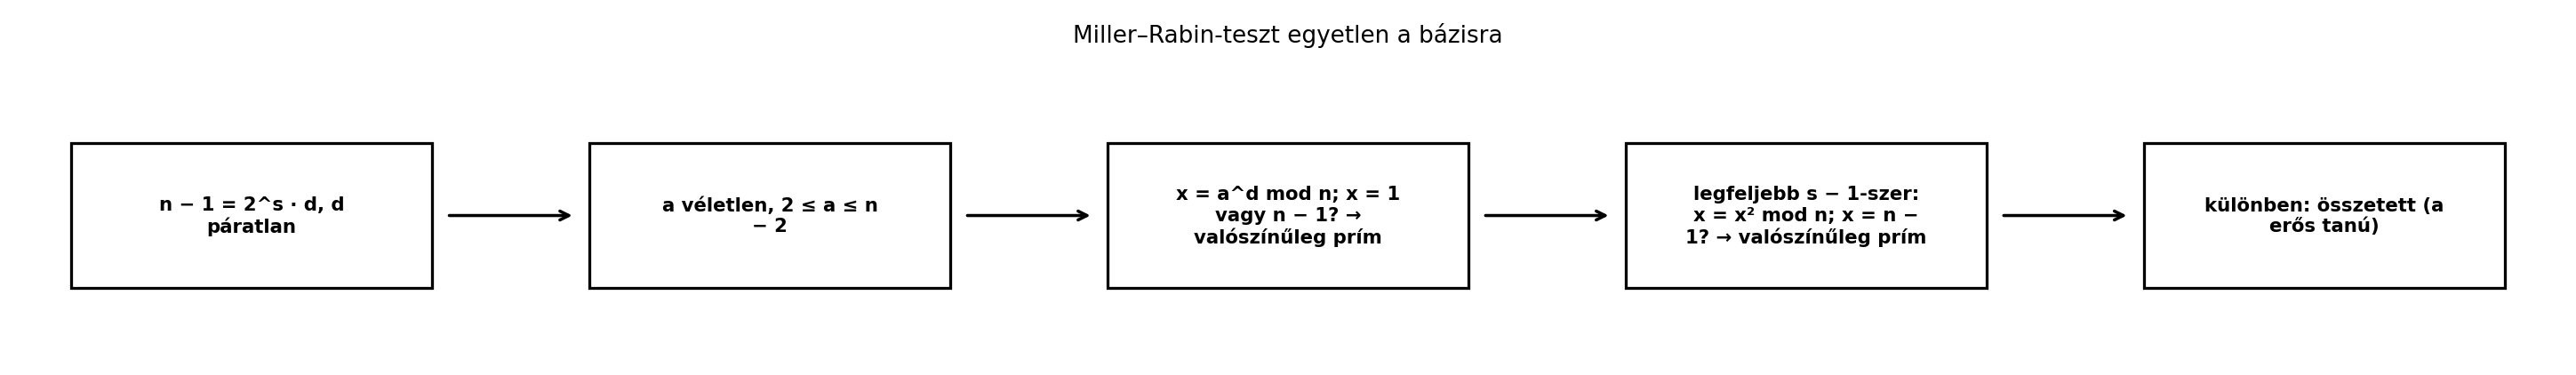 Miller–Rabin-teszt egyetlen a bázisra
n − 1 = 2^s · d, d
páratlan
a véletlen, 2 ≤ a ≤ n
− 2
x = a^d mod n; x = 1
vagy n − 1? →
valószínűleg prím
legfeljebb s − 1-szer:
x = x² mod n; x = n −
1? → valószínűleg prím
különben: összetett (a
erős tanú)